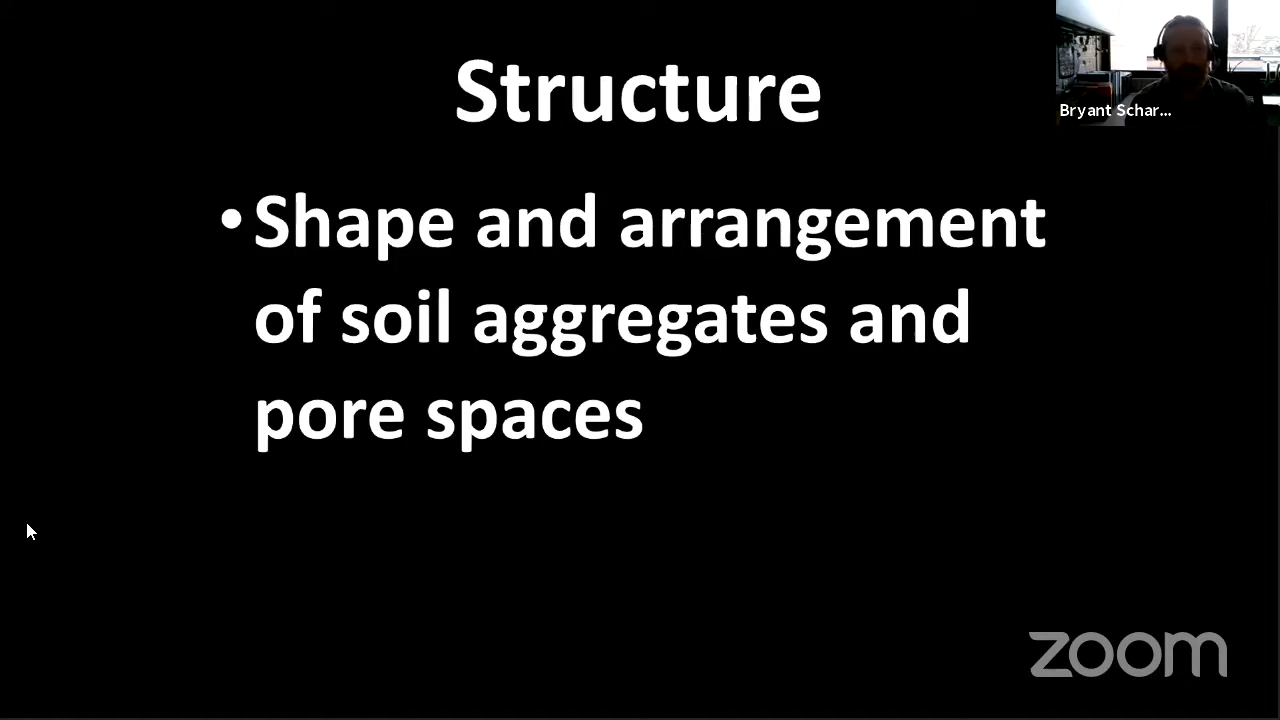 Structure
Bryant Schar...
•Shape and arrangement
of soil aggregates and
pore spaces
zoom